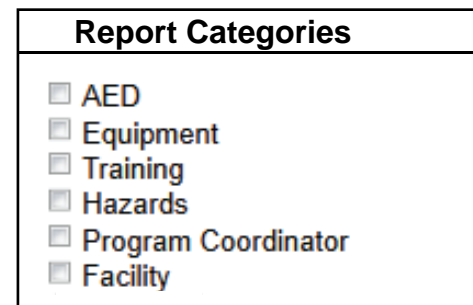 Report Categories
AED
Equipment
Training
Hazards
Program Coordinator
Facility